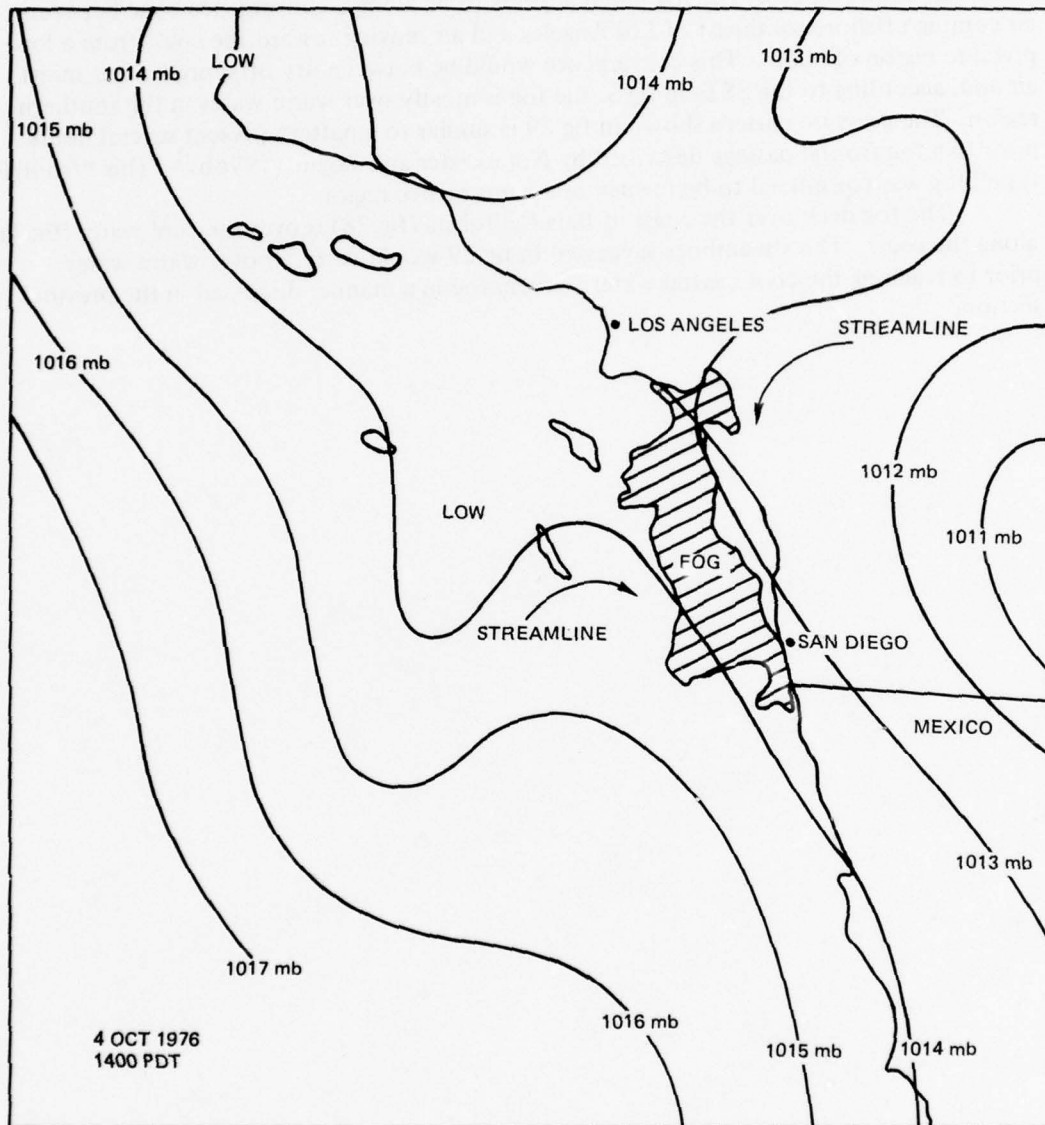 LOW
1014 mb
1015 mb
1014 mb
1013 mb
LOS ANGELES
STREAMLINE
1016 mb
1012 mb
1011 mb
LOW
FOG
STREAMLINE
SAN DIEGO
MEXICO
1013 mb
1017 mb
1016 mb
1015 mb
1014 mb
4 OCT 1976
1400 PDT